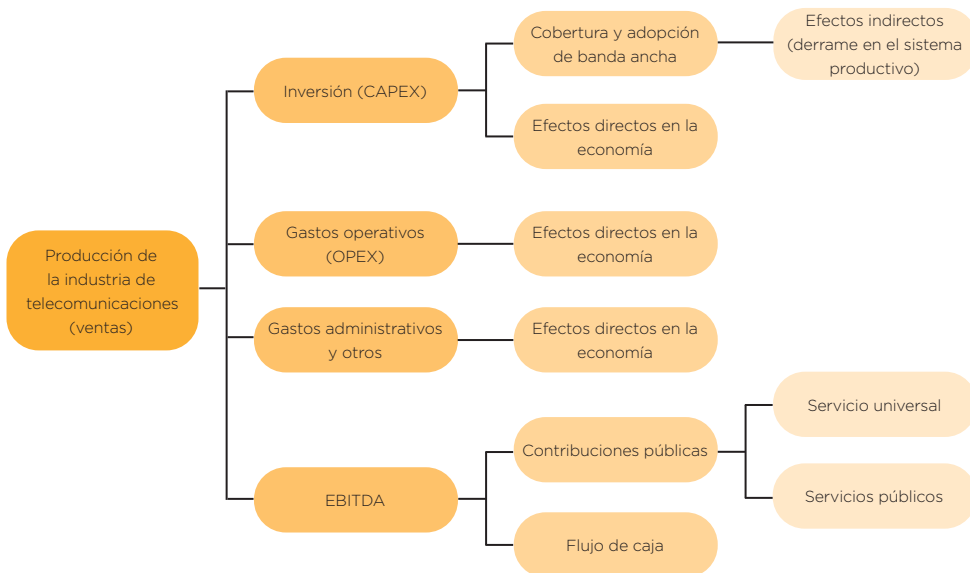 Producción de
la industria de
telecomunicaciones
(ventas)
Inversión (CAPEX)
Cobertura y adopción
de banda ancha
Efectos indirectos
(derrame en el sistema
productivo)
Efectos directos en la
economía
Gastos operativos
(OPEX)
Efectos directos en la
economía
Gastos administrativos
y otros
Efectos directos en la
economía
EBITDA
Contribuciones públicas
Servicio universal
Servicios públicos
Flujo de caja